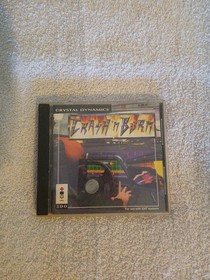 CRYSTAL DYNAMICS
CRASH 'N BURN
3DO